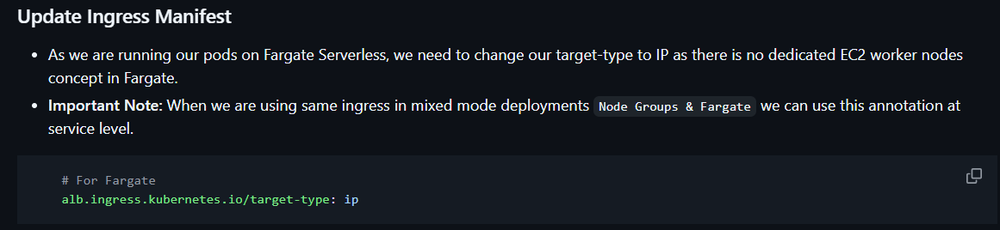 Update Ingress Manifest
As we are running our pods on Fargate Serverless, we need to change our target-type to IP as there is no dedicated EC2 worker nodes
concept in Fargate.
Important Note: When we are using same ingress in mixed mode deployments Node Groups & Fargate we can use this annotation at
service level.
# For Fargate
alb.ingress.kubernetes.io/target-type: ip